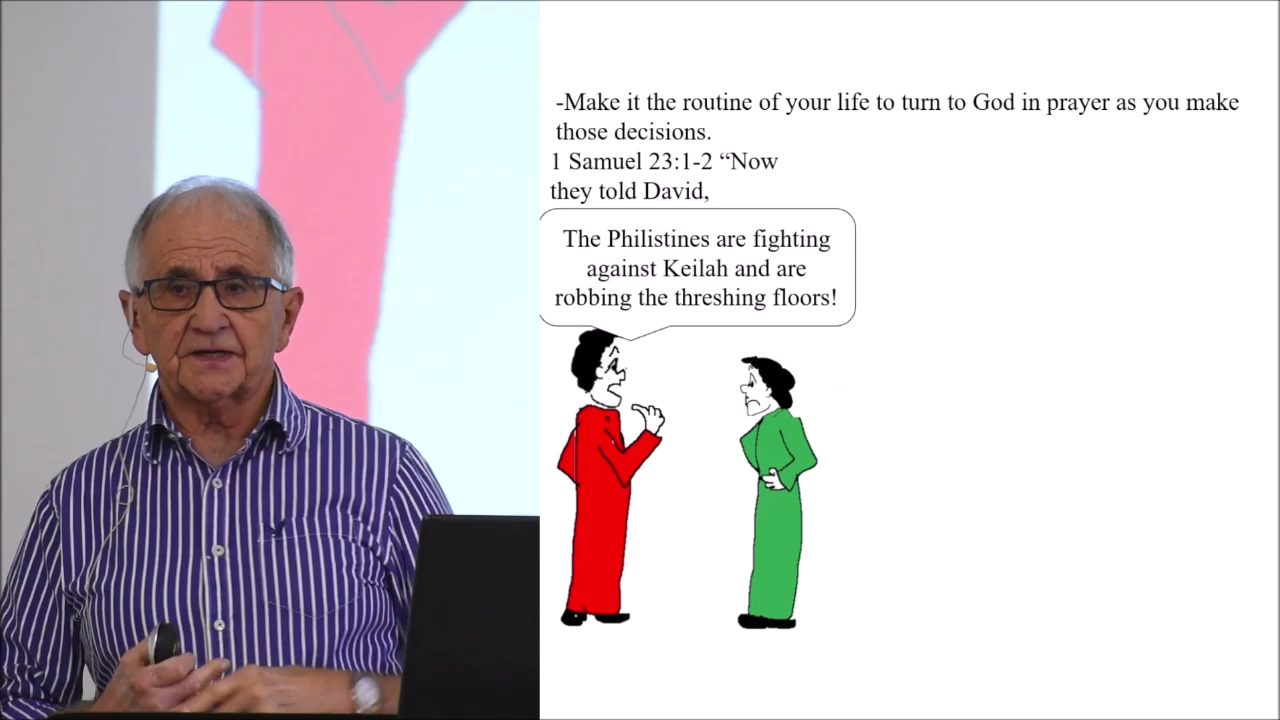 -Make it the routine of your life to turn to God in prayer as you make
those decisions.
1 Samuel 23:1-2 “Now
they told David,
The Philistines are fighting
against Keilah and are
robbing the threshing floors!